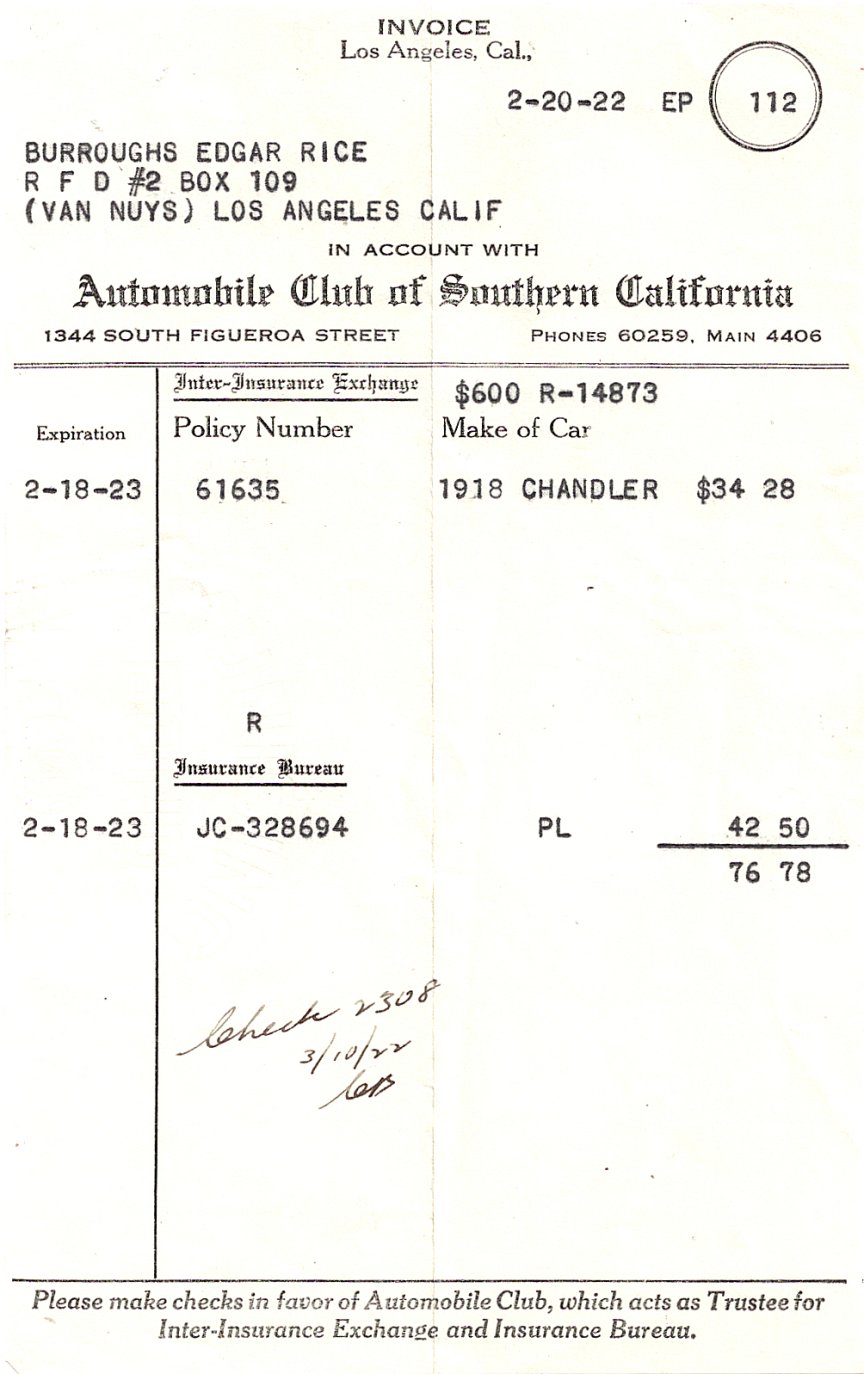 INVOICE
Los Angeles, Cal.,
2-20-22 EP 112
BURROUGHS EDGAR RICE
R F D #2 BOX 109
(VAN NUYS) LOS ANGELES CALIF
IN ACCOUNT WITH
Automobile Club of Southern California
1344 SOUTH FIGUEROA STREET PHONES 60259, MAIN 4406
Inter-Insurance Exchange $600 R-14873
Expiration Policy Number Make of Car
2-18-23 61635 1918 CHANDLER $34 28
R
Insurance Bureau
2-18-23 JC-328694 PL 42 50
76 78
Check 2308
3/10/22
Please make checks in favor of Automobile Club, which acts as Trustee for
Inter-Insurance Exchange and Insurance Bureau.